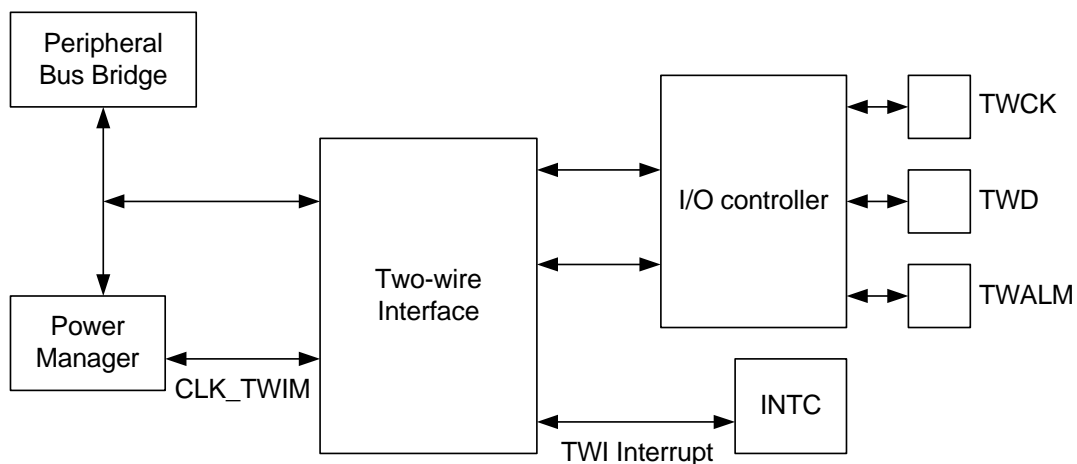 Peripheral
Bus Bridge
TWCK
I/O controller
TWD
Two-wire
Interface
TWALM
Power
Manager
CLK_TWIM
INTC
TWI Interrupt